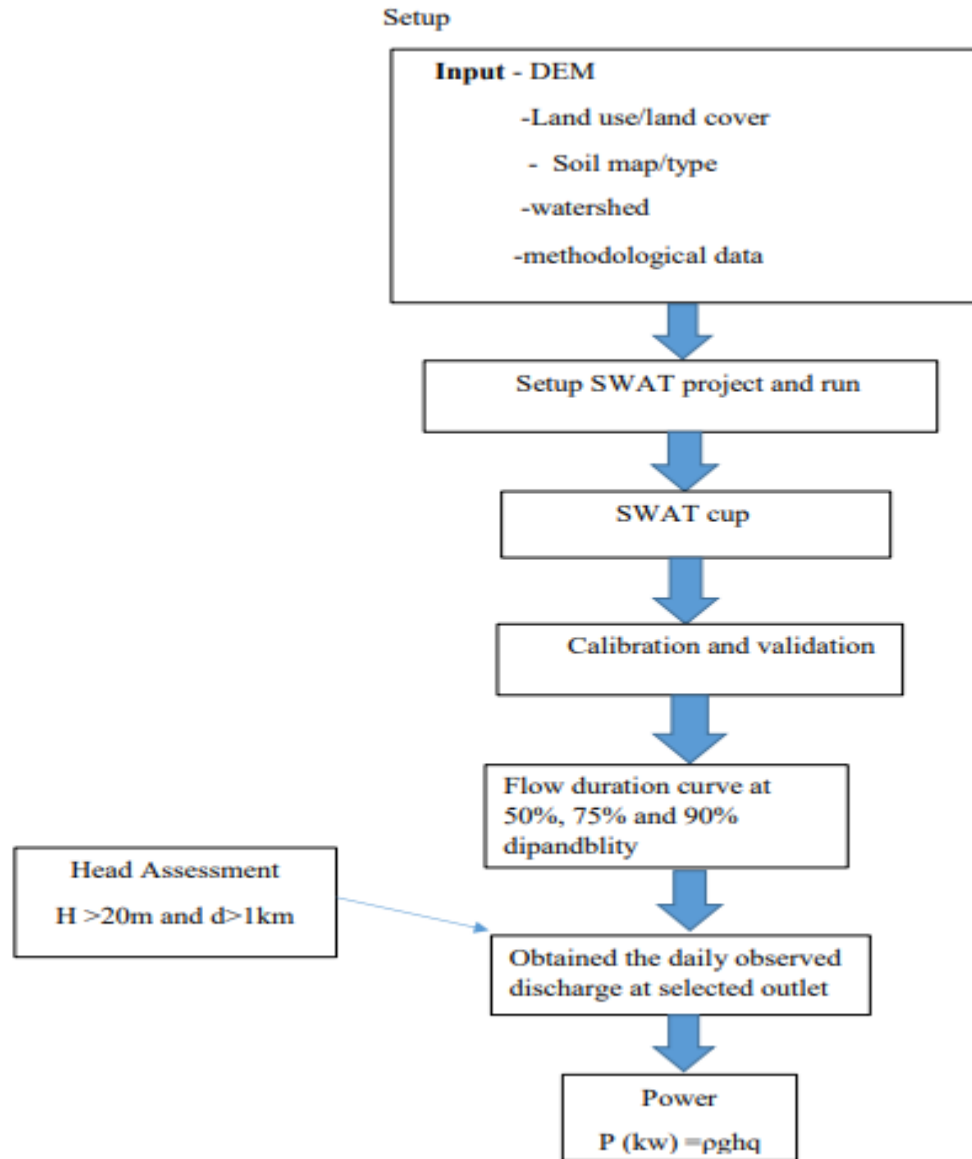 Setup
Input - DEM
-Land use/land cover
- Soil map/type
-watershed
-methodological data
Setup SWAT project and run
SWAT cup
Calibration and validation
Flow duration curve at
50%, 75% and 90%
dipandblity
Head Assessment
H >20m and d>1km
Obtained the daily observed
discharge at selected outlet
Power
P (kw) =ρghq